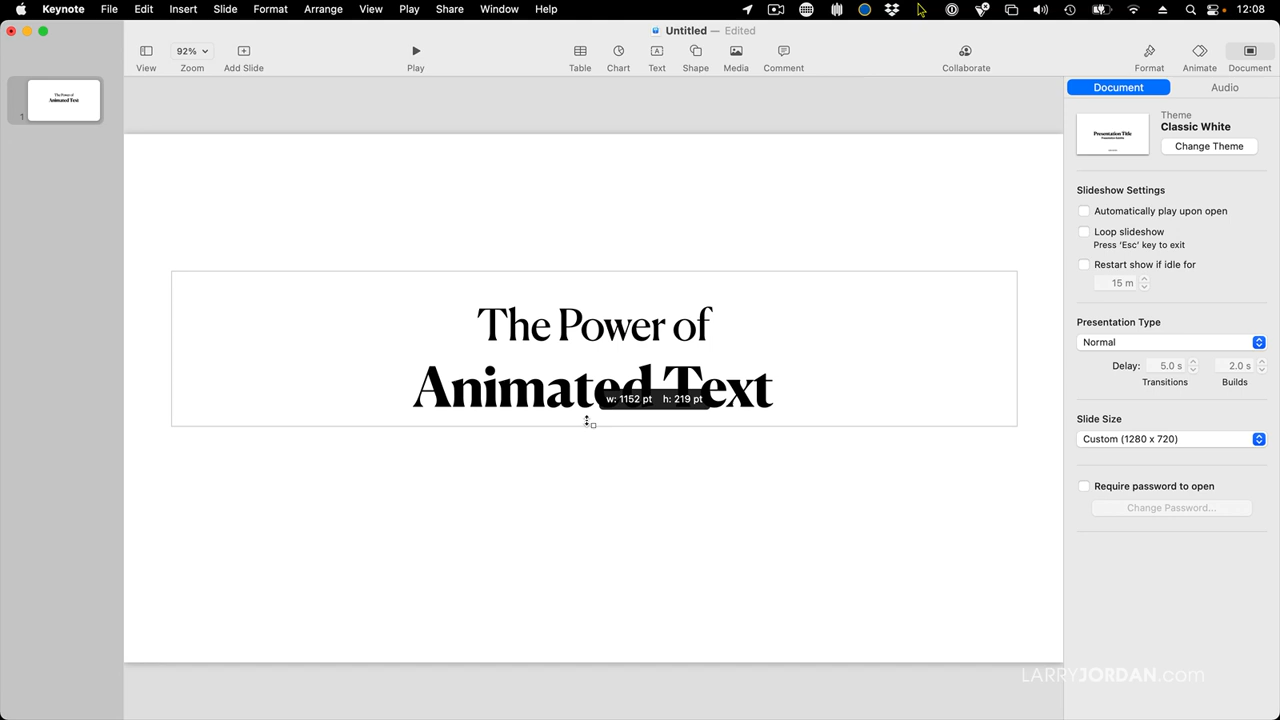 Keynote File Edit Insert Slide Format Arrange View Play Share Window Help 12:08
Untitled — Edited
92%
View Zoom Add Slide Play Table Chart Text Shape Media Comment Collaborate Format Animate Document
Document Audio
1
The Power of
Animated Text
Presentation Title
Theme
Classic White
Change Theme
Slideshow Settings
Automatically play upon open
Loop slideshow
Press 'Esc' key to exit
Restart show if idle for
15 m
Presentation Type
Normal
Delay: 5.0 s 2.0 s
Transitions Builds
Slide Size
Custom (1280 x 720)
Require password to open
Change Password...
The Power of
Animated Text
w: 1152 pt h: 219 pt
LARRYJORDAN.com